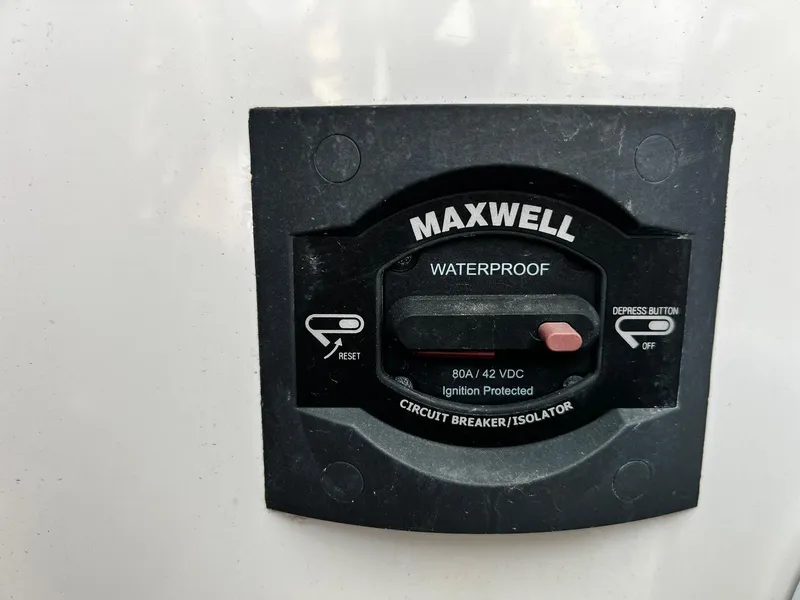 MAXWELL
WATERPROOF
RESET
DEPRESS BUTTON
OFF
80A / 42 VDC
Ignition Protected
CIRCUIT BREAKER/ISOLATOR